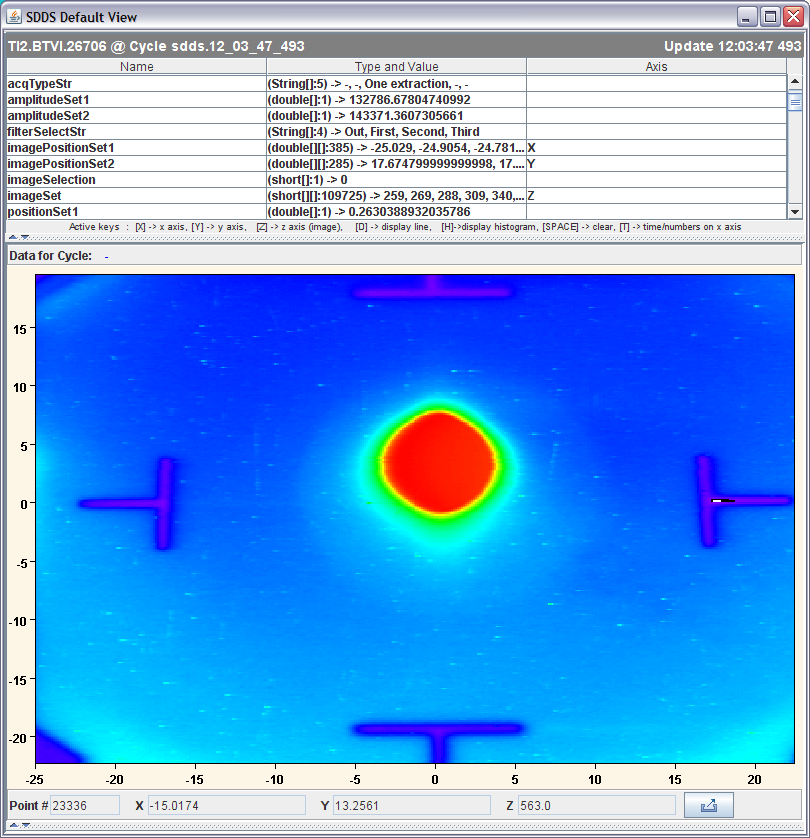 SDDS Default View
TI2.BTVI.26706 @ Cycle sdds.12_03_47_493 Update 12:03:47 493
Name Type and Value Axis
acqTypeStr (String[]:5) -> -, -, One extraction, -, -
amplitudeSet1 (double[]:1) -> 132786.67804740992
amplitudeSet2 (double[]:1) -> 143371.3607305661
filterSelectStr (String[]:4) -> Out, First, Second, Third
imagePositionSet1 (double[][]:385) -> -25.029, -24.9054, -24.781... X
imagePositionSet2 (double[][]:285) -> 17.674799999999998, 17.... Y
imageSelection (short[]:1) -> 0
imageSet (short[][]:109725) -> 259, 269, 288, 309, 340,... Z
positionSet1 (double[]:1) -> 0.2630388932035786
Active keys : [X] -> x axis, [Y] -> y axis, [Z] -> z axis (image), [D] -> display line, [H]->display histogram, [SPACE] -> clear, [T] -> time/numbers on x axis
Data for Cycle: -
15
10
5
0
-5
-10
-15
-20
-25 -20 -15 -10 -5 0 5 10 15 20
Point # 23336 X -15.0174 Y 13.2561 Z 563.0